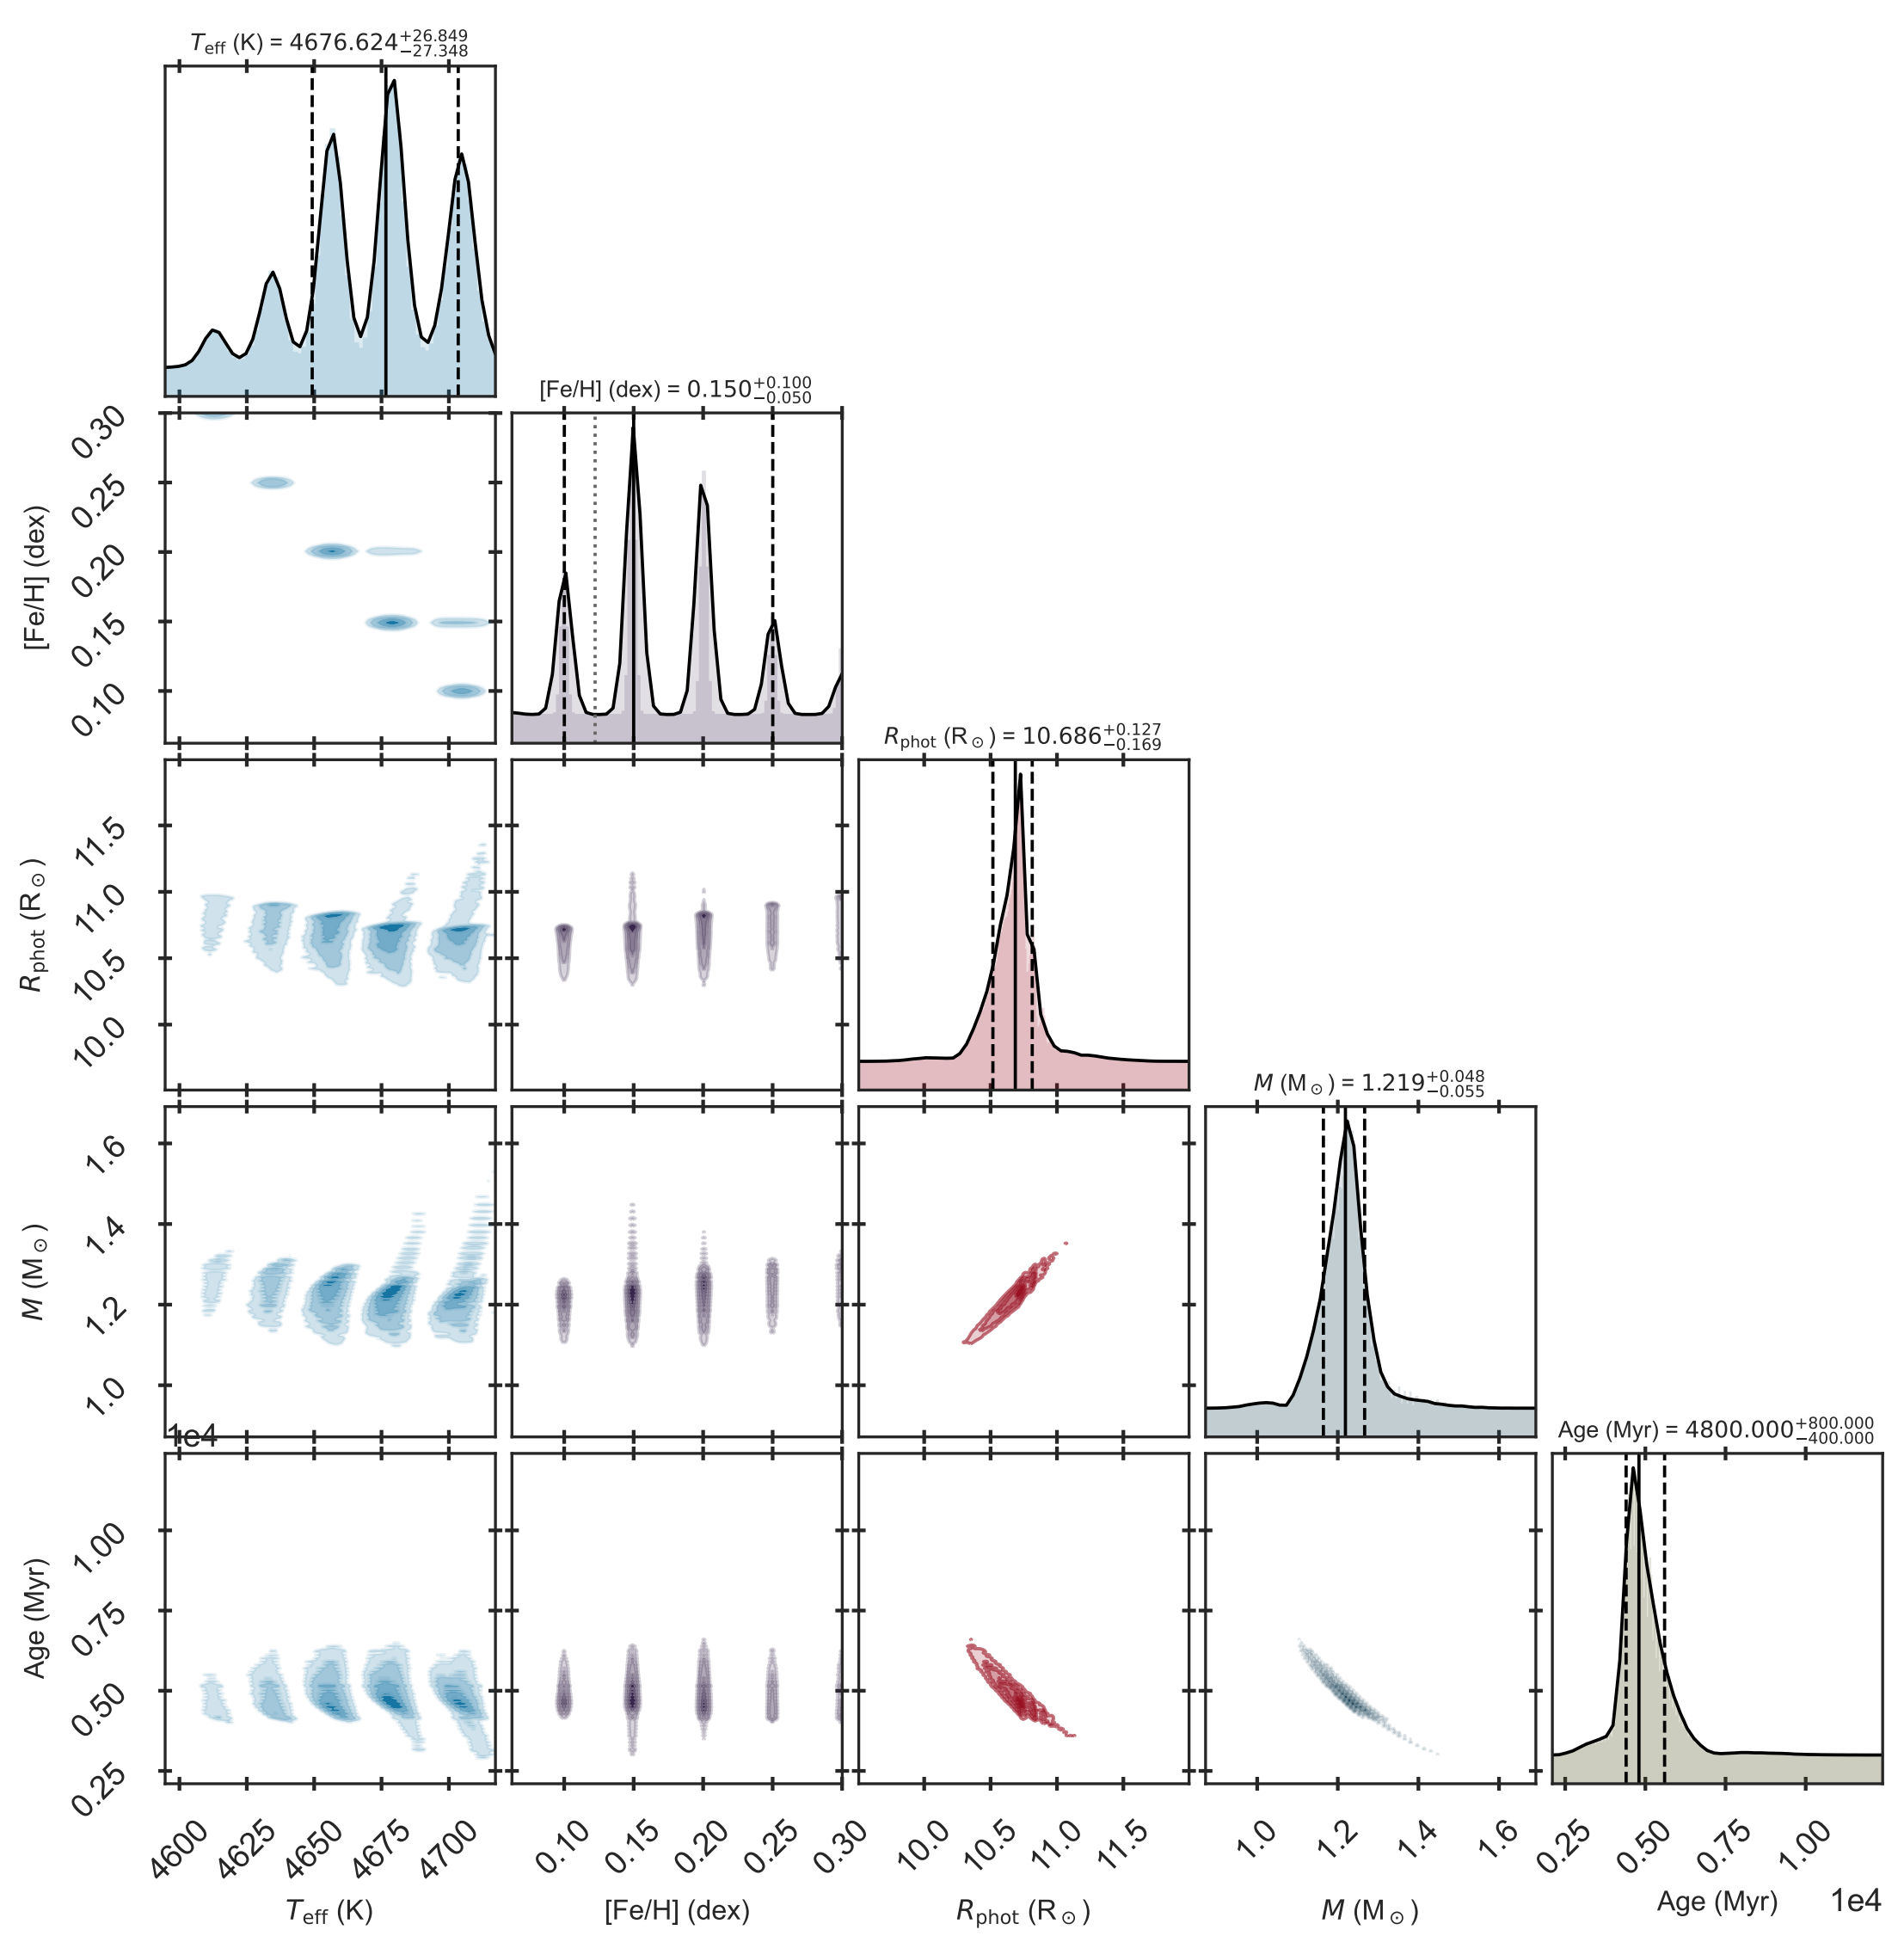 T_eff (K) = 4676.624 +26.849 −27.348
[Fe/H] (dex) = 0.150 +0.100 −0.050
0.30
0.25
0.20
0.15
0.10
[Fe/H] (dex)
R_phot (R⊙) = 10.686 +0.127 −0.169
11.5
11.0
10.5
10.0
R_phot (R⊙)
M (M⊙) = 1.219 +0.048 −0.055
1.6
1.4
1.2
1.0
M (M⊙)
1e4
Age (Myr) = 4800.000 +800.000 −400.000
1.00
0.75
0.50
0.25
Age (Myr)
4600 4625 4650 4675 4700 0.10 0.15 0.20 0.25 0.30 10.0 10.5 11.0 11.5 1.0 1.2 1.4 1.6 0.25 0.50 0.75 1.00
T_eff (K) [Fe/H] (dex) R_phot (R⊙) M (M⊙) Age (Myr) 1e4